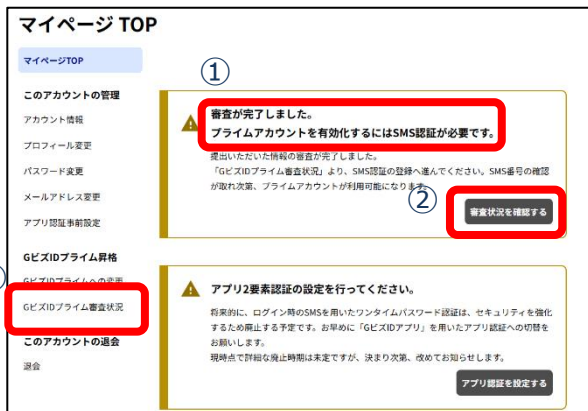 マイページ TOP
マイページTOP
このアカウントの管理
アカウント情報
プロフィール変更
パスワード変更
メールアドレス変更
アプリ認証事前設定
GビズIDプライム昇格
GビズIDプライムへの変更
GビズIDプライム審査状況
このアカウントの退会
退会
①
審査が完了しました。
プライムアカウントを有効化するにはSMS認証が必要です。
提出いただいた情報の審査が完了しました。
「GビズIDプライム審査状況」より、SMS認証の登録へ進んでください。SMS番号の確認
が取れ次第、プライムアカウントが利用可能になります。
②
審査状況を確認する
アプリ2要素認証の設定を行ってください。
将来的に、ログイン時のSMSを用いたワンタイムパスワード認証は、セキュリティを強化
するため廃止する予定です。お早めに「GビズIDアプリ」を用いたアプリ認証への切替を
お願いします。
現時点で詳細な廃止時期は未定ですが、決まり次第、改めてお知らせします。
アプリ認証を設定する